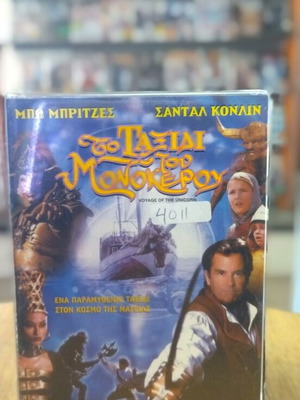 ΜΠΩ ΜΠΡΙΤΖΕΣ ΣΑΝΤΑΛ ΚΟΝΛΙΝ
ΤΟ ΤΑΞΙΔΙ
του
ΜΟΝΟΚΕΡΟΥ
VOYAGE OF THE UNICORN
4011
ΕΝΑ ΠΑΡΑΜΥΘΕΝΙΟ ΤΑΞΙΔΙ
ΣΤΟΝ ΚΟΣΜΟ ΤΗΣ ΜΑΓΕΙΑΣ